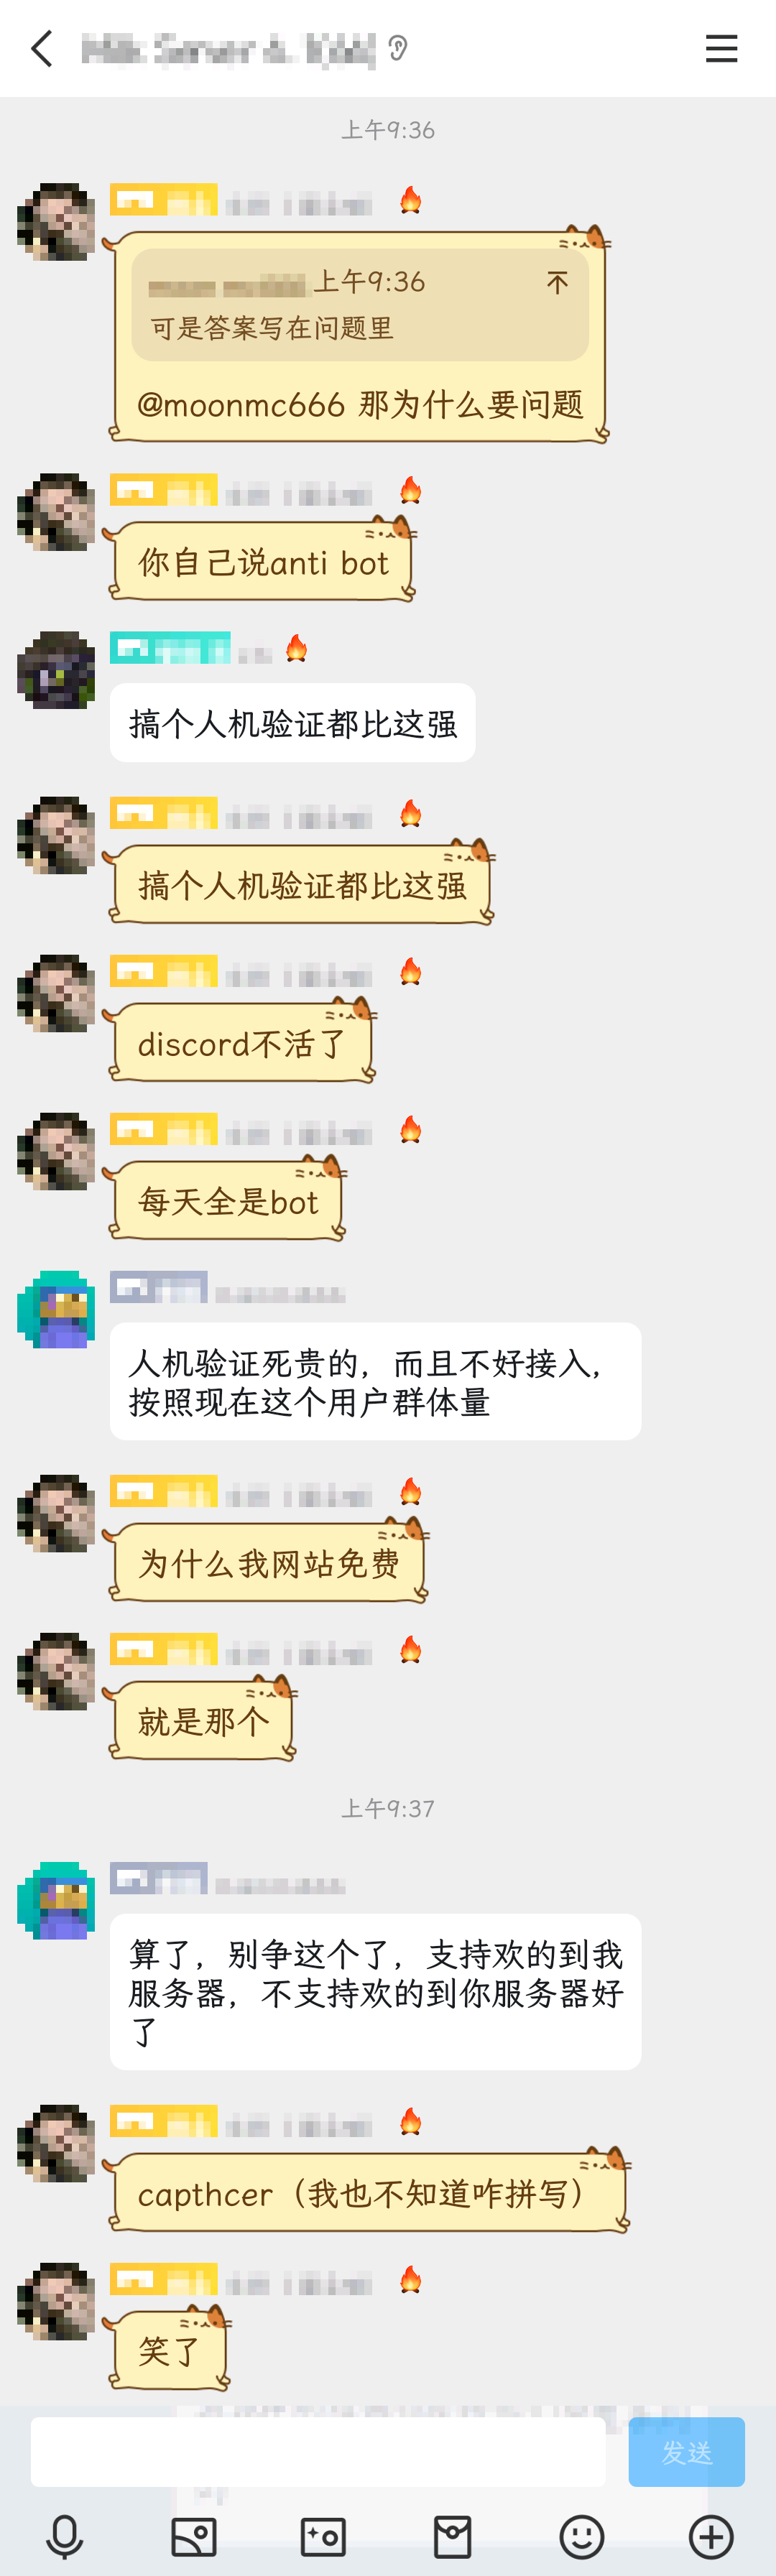 上午9:36
上午9:36
可是答案写在问题里
@moonmc666 那为什么要问题
你自己说anti bot
搞个人机验证都比这强
搞个人机验证都比这强
discord不活了
每天全是bot
人机验证死贵的，而且不好接入，
按照现在这个用户群体量
为什么我网站免费
就是那个
上午9:37
算了，别争这个了，支持欢的到我
服务器，不支持欢的到你服务器好
了
capthcer（我也不知道咋拼写）
笑了
发送